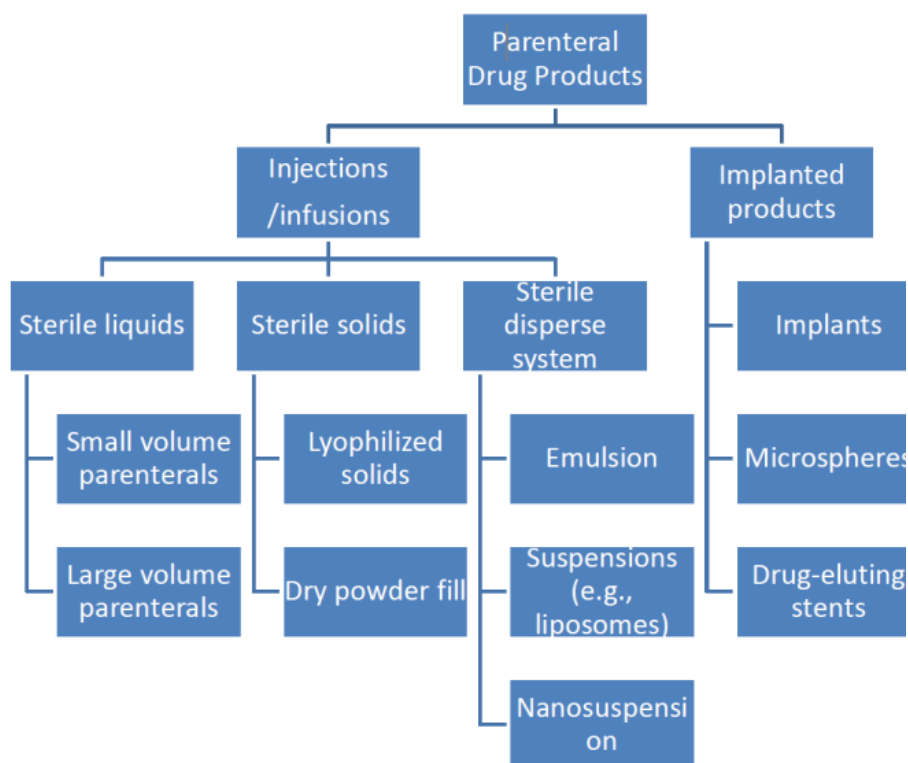 Parenteral
Drug Products
Injections
/infusions
Implanted
products
Sterile liquids
Sterile solids
Sterile
disperse
system
Implants
Small volume
parenterals
Lyophilized
solids
Emulsion
Microspheres
Large volume
parenterals
Dry powder fill
Suspensions
(e.g.,
liposomes)
Drug-eluting
stents
Nanosuspensi
on